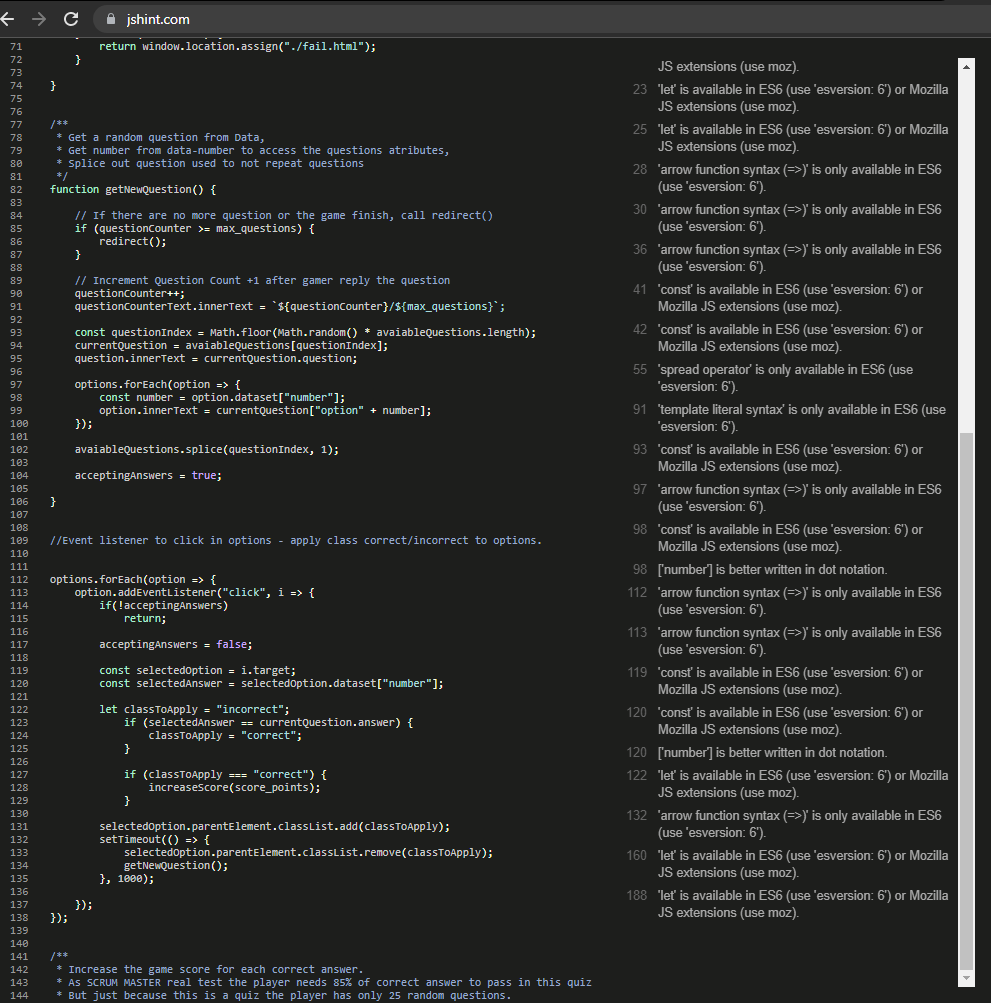 jshint.com
71 return window.location.assign("./fail.html");
72 }
73
74 }
75
76
77 /**
78 * Get a random question from Data,
79 * Get number from data-number to access the questions atributes,
80 * Splice out question used to not repeat questions
81 */
82 function getNewQuestion() {
83
84 // If there are no more question or the game finish, call redirect()
85 if (questionCounter >= max_questions) {
86 redirect();
87 }
88
89 // Increment Question Count +1 after gamer reply the question
90 questionCounter++;
91 questionCounterText.innerText = `${questionCounter}/${max_questions}`;
92
93 const questionIndex = Math.floor(Math.random() * avaiableQuestions.length);
94 currentQuestion = avaiableQuestions[questionIndex];
95 question.innerText = currentQuestion.question;
96
97 options.forEach(option => {
98 const number = option.dataset["number"];
99 option.innerText = currentQuestion["option" + number];
100 });
101
102 avaiableQuestions.splice(questionIndex, 1);
103
104 acceptingAnswers = true;
105
106 }
107
108
109 //Event listener to click in options - apply class correct/incorrect to options.
110
111
112 options.forEach(option => {
113 option.addEventListener("click", i => {
114 if(!acceptingAnswers)
115 return;
116
117 acceptingAnswers = false;
118
119 const selectedOption = i.target;
120 const selectedAnswer = selectedOption.dataset["number"];
121
122 let classToApply = "incorrect";
123 if (selectedAnswer == currentQuestion.answer) {
124 classToApply = "correct";
125 }
126
127 if (classToApply === "correct") {
128 increaseScore(score_points);
129 }
130
131 selectedOption.parentElement.classList.add(classToApply);
132 setTimeout(() => {
133 selectedOption.parentElement.classList.remove(classToApply);
134 getNewQuestion();
135 }, 1000);
136
137 });
138 });
139
140
141 /**
142 * Increase the game score for each correct answer.
143 * As SCRUM MASTER real test the player needs 85% of correct answer to pass in this quiz
144 * But just because this is a quiz the player has only 25 random questions.
JS extensions (use moz).
23 'let' is available in ES6 (use 'esversion: 6') or Mozilla
JS extensions (use moz).
25 'let' is available in ES6 (use 'esversion: 6') or Mozilla
JS extensions (use moz).
28 'arrow function syntax (=>)' is only available in ES6
(use 'esversion: 6').
30 'arrow function syntax (=>)' is only available in ES6
(use 'esversion: 6').
36 'arrow function syntax (=>)' is only available in ES6
(use 'esversion: 6').
41 'const' is available in ES6 (use 'esversion: 6') or
Mozilla JS extensions (use moz).
42 'const' is available in ES6 (use 'esversion: 6') or
Mozilla JS extensions (use moz).
55 'spread operator' is only available in ES6 (use
'esversion: 6').
91 'template literal syntax' is only available in ES6 (use
'esversion: 6').
93 'const' is available in ES6 (use 'esversion: 6') or
Mozilla JS extensions (use moz).
97 'arrow function syntax (=>)' is only available in ES6
(use 'esversion: 6').
98 'const' is available in ES6 (use 'esversion: 6') or
Mozilla JS extensions (use moz).
98 ['number'] is better written in dot notation.
112 'arrow function syntax (=>)' is only available in ES6
(use 'esversion: 6').
113 'arrow function syntax (=>)' is only available in ES6
(use 'esversion: 6').
119 'const' is available in ES6 (use 'esversion: 6') or
Mozilla JS extensions (use moz).
120 'const' is available in ES6 (use 'esversion: 6') or
Mozilla JS extensions (use moz).
120 ['number'] is better written in dot notation.
122 'let' is available in ES6 (use 'esversion: 6') or Mozilla
JS extensions (use moz).
132 'arrow function syntax (=>)' is only available in ES6
(use 'esversion: 6').
160 'let' is available in ES6 (use 'esversion: 6') or Mozilla
JS extensions (use moz).
188 'let' is available in ES6 (use 'esversion: 6') or Mozilla
JS extensions (use moz).